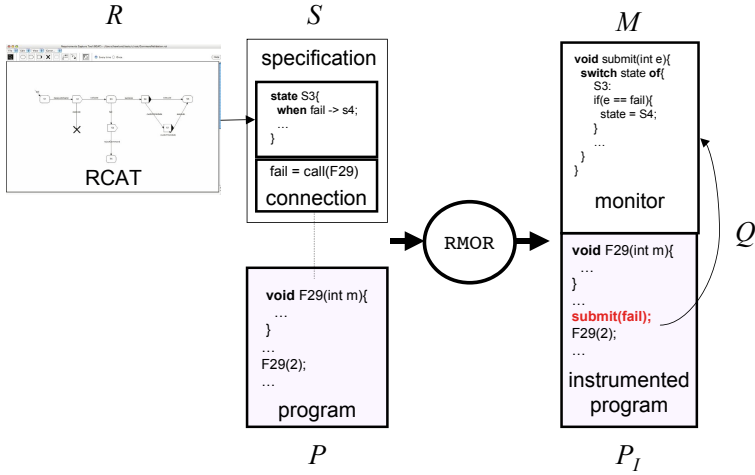 R
S
M
RCAT
specification
state S3{
when fail -> s4;
...
}
fail = call(F29)
connection
void F29(int m){
...
}
...
F29(2);
...
program
P
RMOR
void submit(int e){
switch state of{
S3:
if(e == fail){
state = S4;
}
...
}
}
monitor
Q
void F29(int m){
...
}
...
submit(fail);
F29(2);
...
instrumented
program
P_I